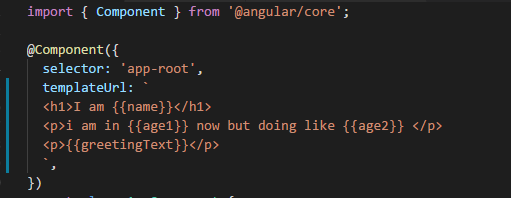 import { Component } from '@angular/core';
@Component({
selector: 'app-root',
templateUrl: `
<h1>I am {{name}}</h1>
<p>i am in {{age1}} now but doing like {{age2}} </p>
<p>{{greetingText}}</p>
`,
})